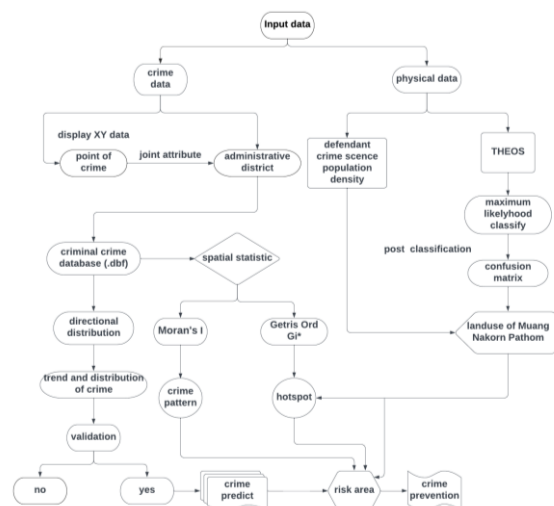 Input data
crime
data
physical data
display XY data
point of
crime
joint attribute
administrative
district
defendant
crime scence
population
density
THEOS
maximum
likelyhood
classify
post classification
confusion
matrix
criminal crime
database (.dbf)
spatial statistic
directional
distribution
Moran's I
Getris Ord
Gi*
landuse of Muang
Nakorn Pathom
trend and distribution
of crime
crime
pattern
hotspot
validation
no
yes
crime
predict
risk area
crime
prevention